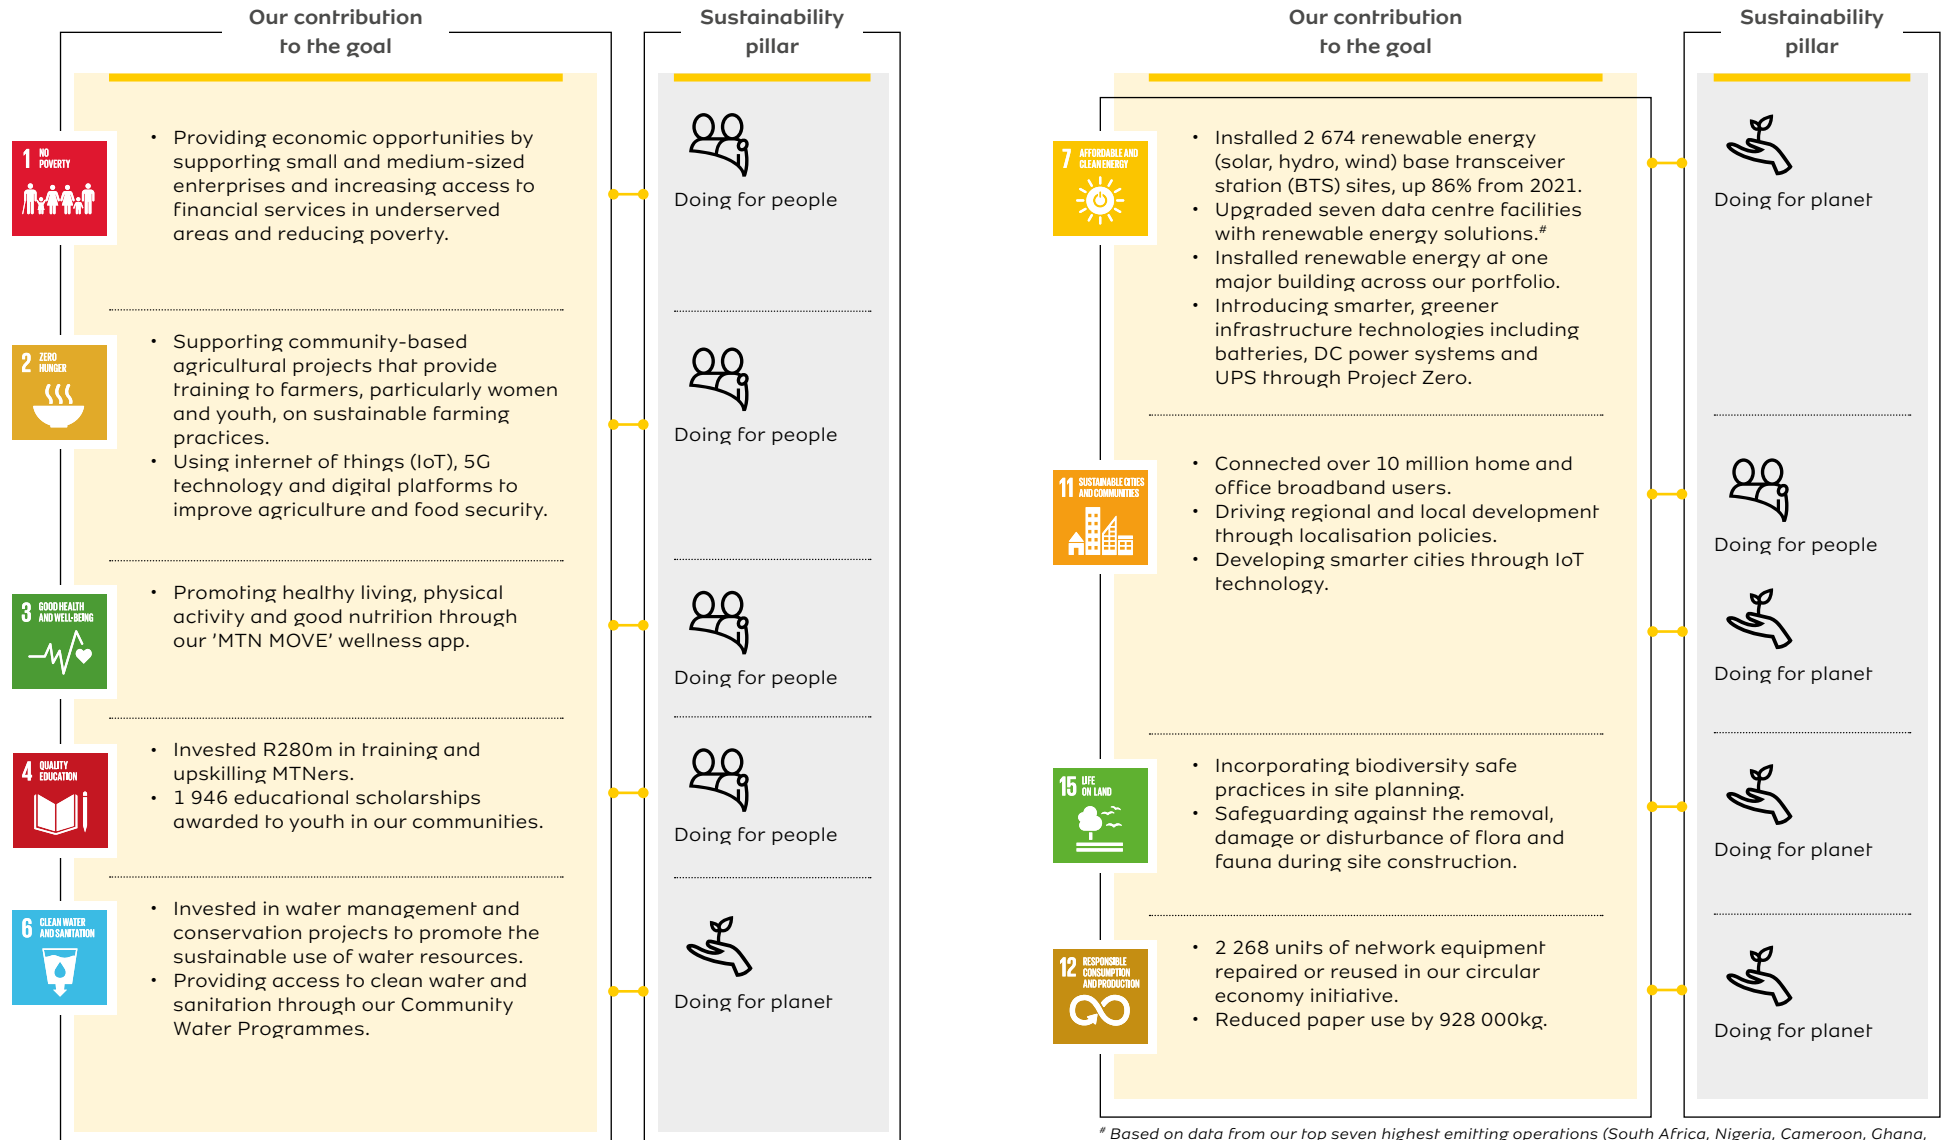 Our contribution
to the goal
Sustainability
pillar
1 NO
POVERTY
• Providing economic opportunities by
supporting small and medium-sized
enterprises and increasing access to
financial services in underserved
areas and reducing poverty.
Doing for people
2 ZERO
HUNGER
• Supporting community-based
agricultural projects that provide
training to farmers, particularly women
and youth, on sustainable farming
practices.
• Using internet of things (IoT), 5G
technology and digital platforms to
improve agriculture and food security.
Doing for people
3 GOOD HEALTH
AND WELL-BEING
• Promoting healthy living, physical
activity and good nutrition through
our 'MTN MOVE' wellness app.
Doing for people
4 QUALITY
EDUCATION
• Invested R280m in training and
upskilling MTNers.
• 1 946 educational scholarships
awarded to youth in our communities.
Doing for people
6 CLEAN WATER
AND SANITATION
• Invested in water management and
conservation projects to promote the
sustainable use of water resources.
• Providing access to clean water and
sanitation through our Community
Water Programmes.
Doing for planet
Our contribution
to the goal
Sustainability
pillar
7 AFFORDABLE AND
CLEAN ENERGY
• Installed 2 674 renewable energy
(solar, hydro, wind) base transceiver
station (BTS) sites, up 86% from 2021.
• Upgraded seven data centre facilities
with renewable energy solutions.#
• Installed renewable energy at one
major building across our portfolio.
• Introducing smarter, greener
infrastructure technologies including
batteries, DC power systems and
UPS through Project Zero.
Doing for planet
11 SUSTAINABLE CITIES
AND COMMUNITIES
• Connected over 10 million home and
office broadband users.
• Driving regional and local development
through localisation policies.
• Developing smarter cities through IoT
technology.
Doing for people
Doing for planet
15 LIFE
ON LAND
• Incorporating biodiversity safe
practices in site planning.
• Safeguarding against the removal,
damage or disturbance of flora and
fauna during site construction.
Doing for planet
12 RESPONSIBLE
CONSUMPTION
AND PRODUCTION
• 2 268 units of network equipment
repaired or reused in our circular
economy initiative.
• Reduced paper use by 928 000kg.
Doing for planet
# Based on data from our top seven highest emitting operations (South Africa, Nigeria, Cameroon, Ghana,